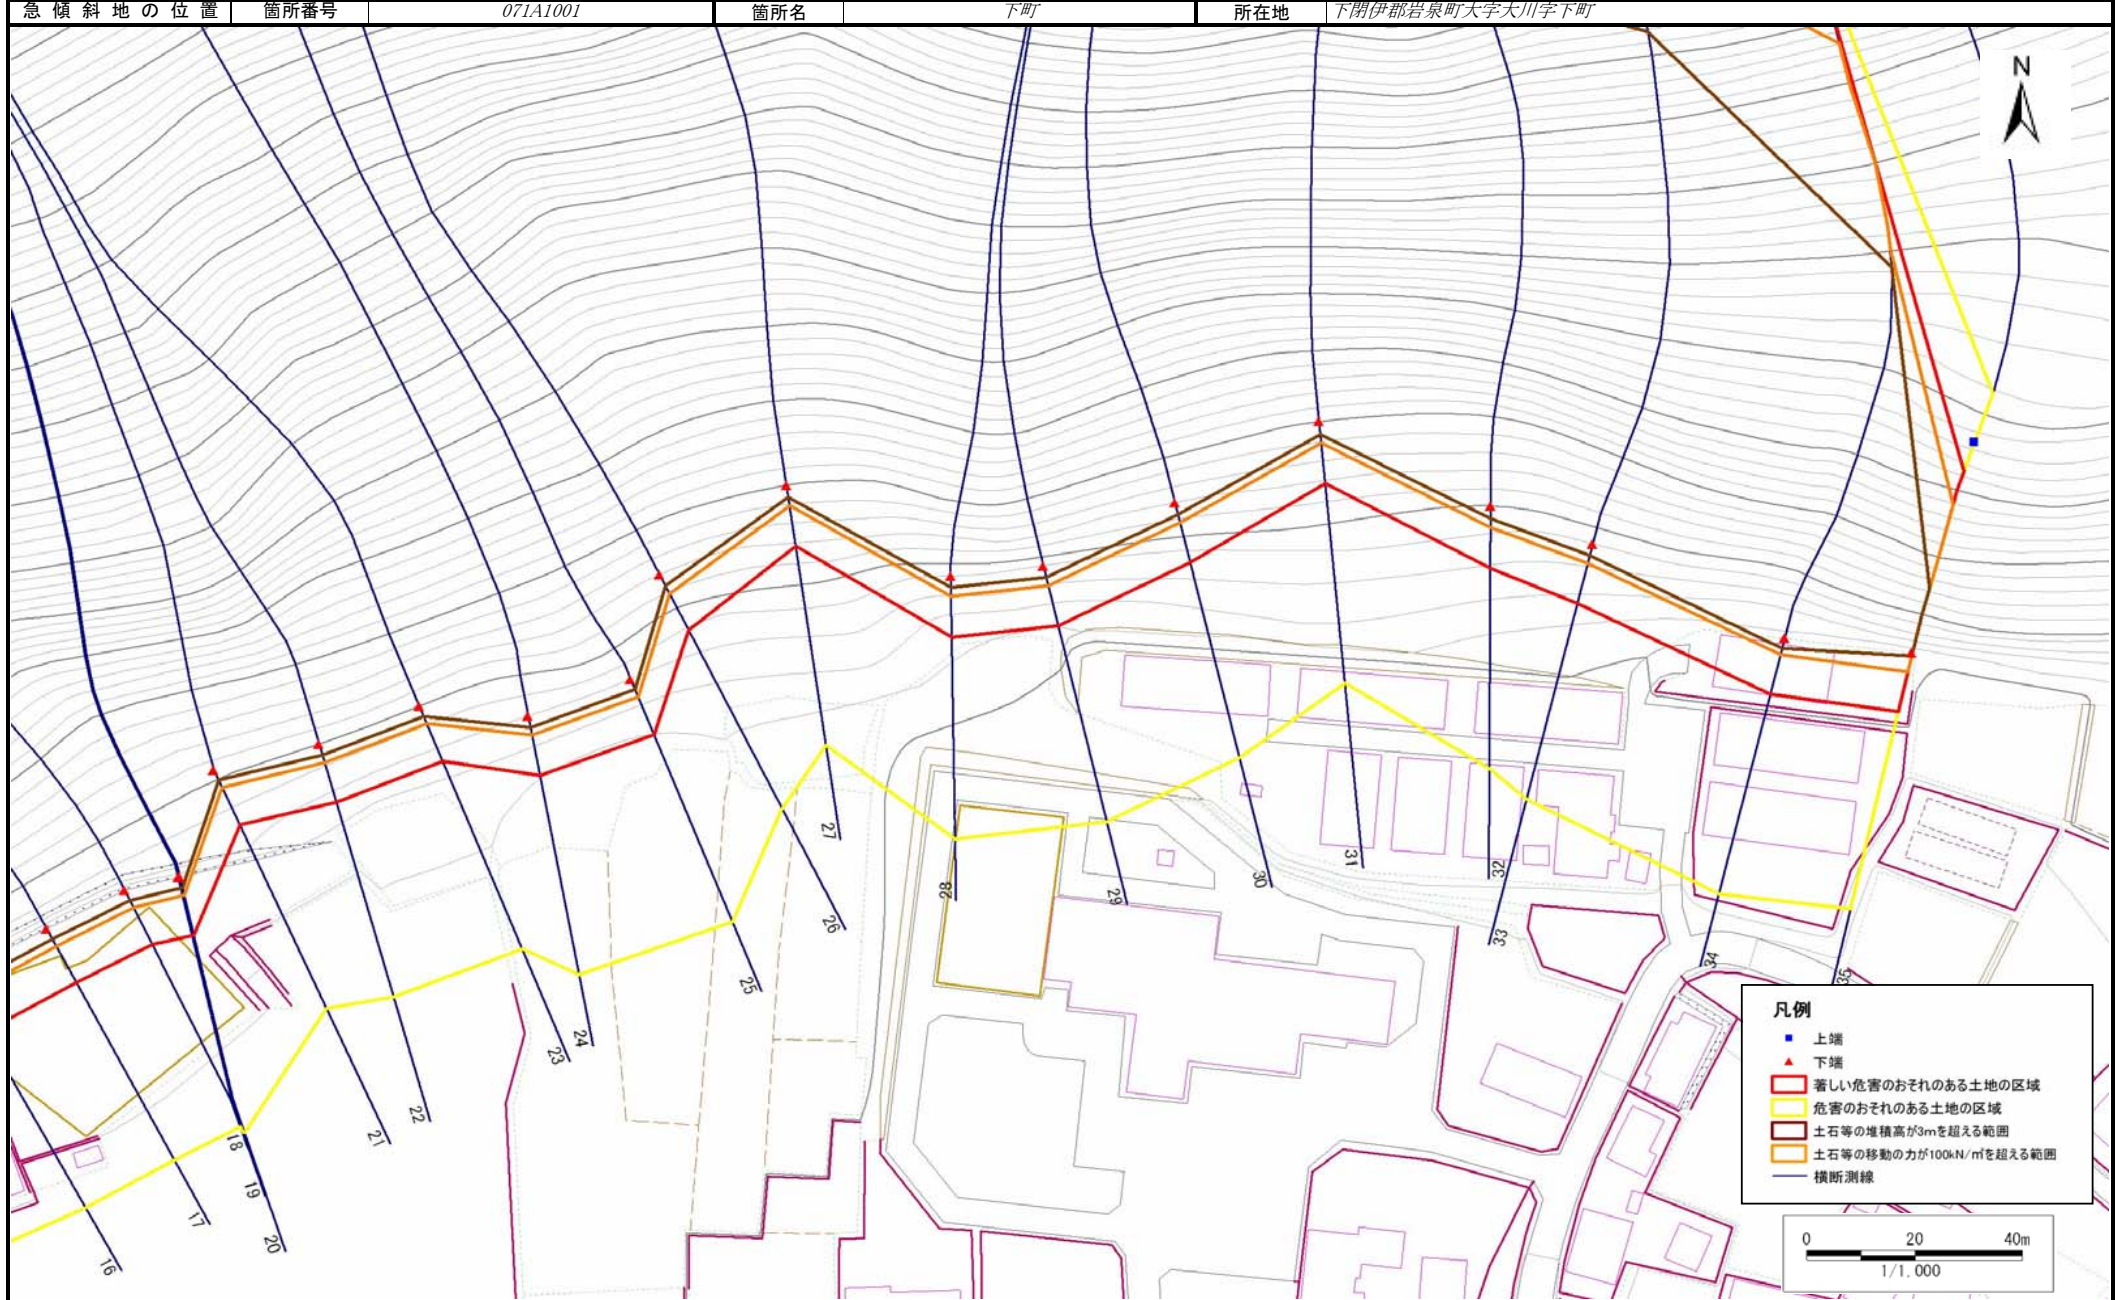 急傾斜地の位置 箇所番号 071A1001 箇所名 下町 所在地 下閉伊郡岩泉町大字大川字下町
N
27
31
32
30
28
29
26
33
34
35
25
24
23
22
21
18
19
17
20
16
凡例
上端
下端
著しい危害のおそれのある土地の区域
危害のおそれのある土地の区域
土石等の堆積高が3mを超える範囲
土石等の移動の力が100kN/㎡を超える範囲
横断測線
0 20 40m
1/1,000